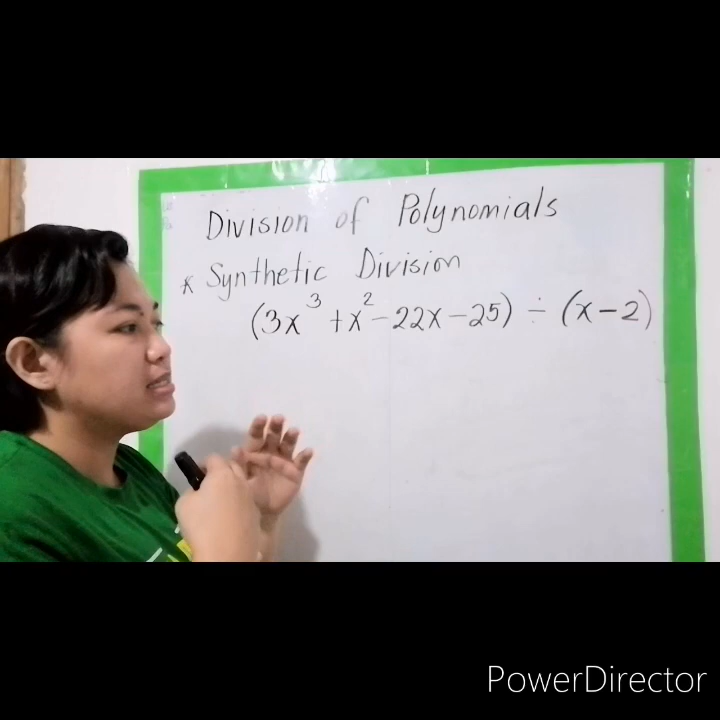 Division of Polynomials
* Synthetic Division
(3x³ + x² - 22x - 25) ÷ (x - 2)
PowerDirector